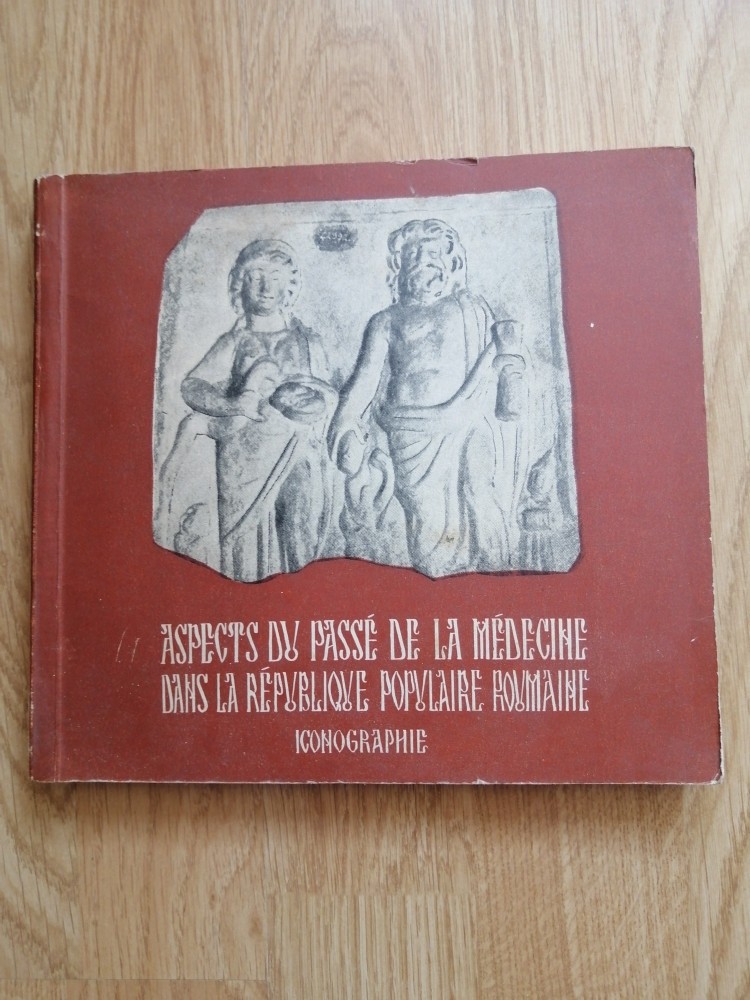 ASPECTS DU PASSÉ DE LA MÉDECINE
DANS LA RÉPUBLIQUE POPULAIRE ROUMAINE
ICONOGRAPHIE